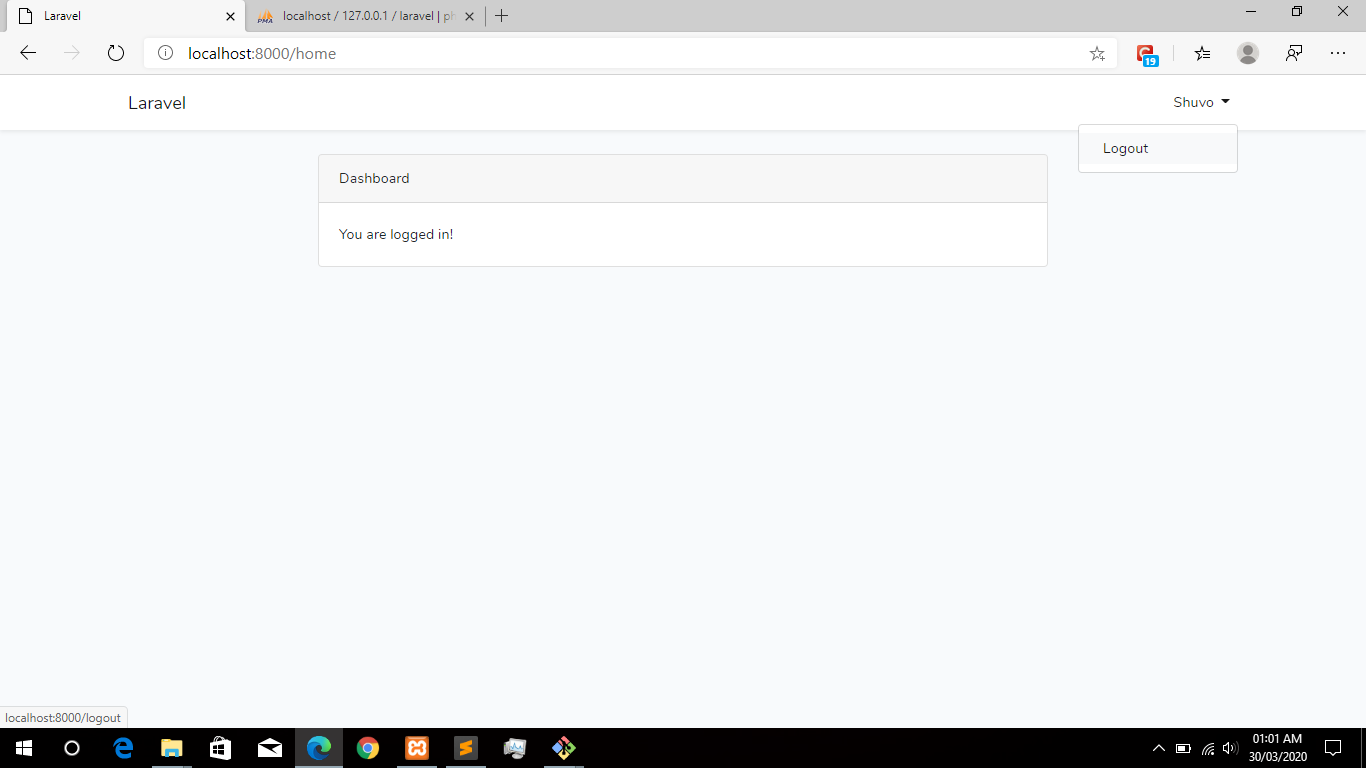 Laravel
localhost / 127.0.0.1 / laravel | ph
localhost:8000/home
19
Laravel
Shuvo
Logout
Dashboard
You are logged in!
localhost:8000/logout
01:01 AM
30/03/2020